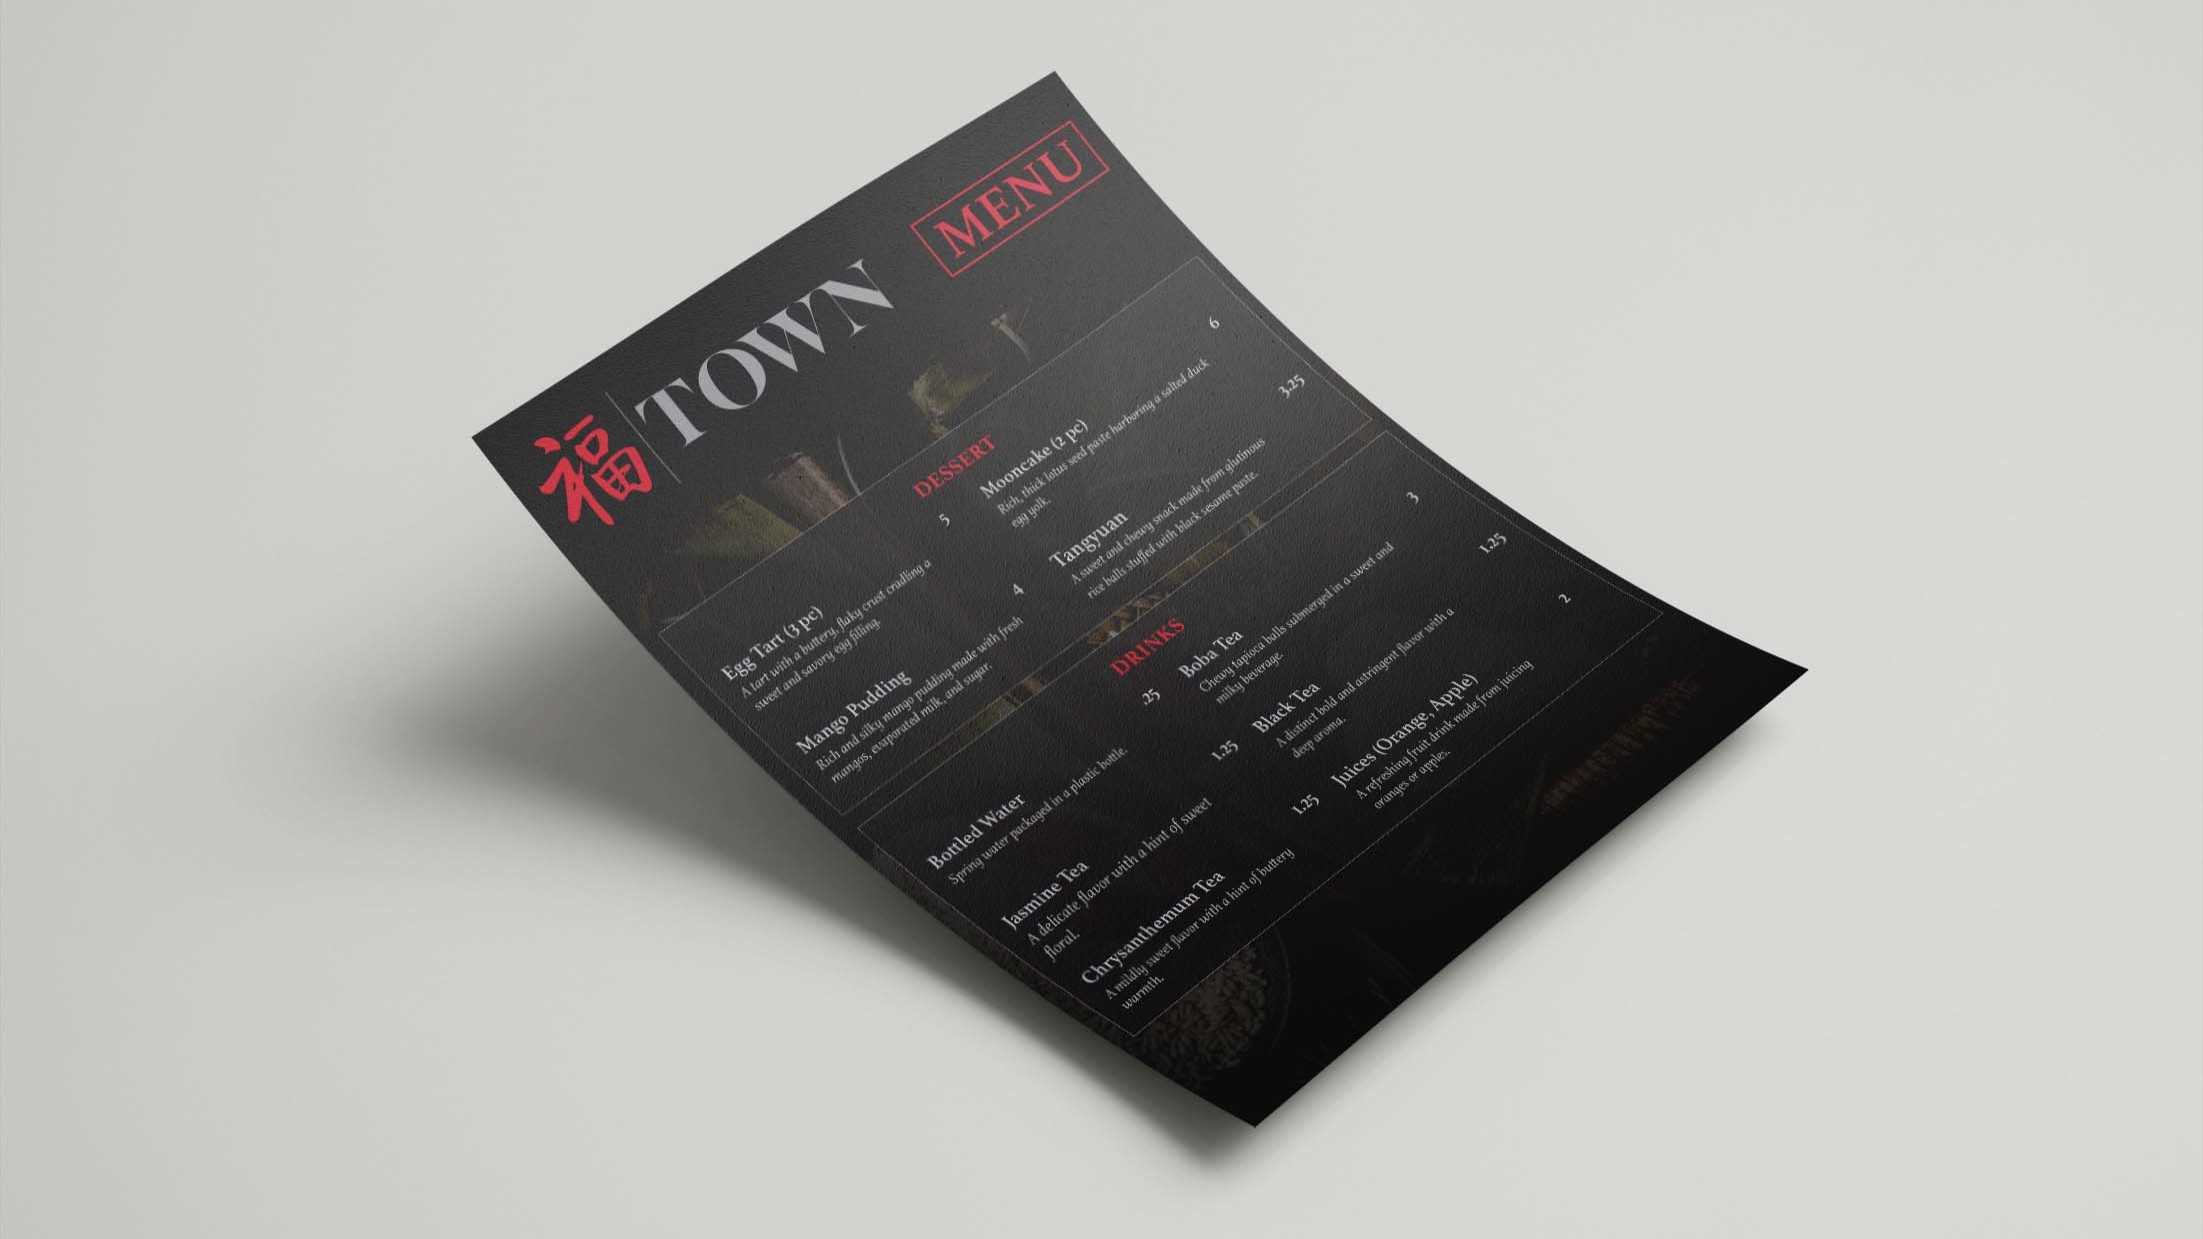 福 TOWN
MENU
DESSERT
Egg Tart (3 pc) 5
A tart with a buttery, flaky crust cradling a
sweet and savory egg filling.
Mango Pudding 4
Rich and silky mango pudding made with fresh
mangos, evaporated milk, and sugar.
Mooncake (2 pc) 6
Rich, thick lotus seed paste harboring a salted duck
egg yolk.
Tangyuan 3.25
A sweet and chewy snack made from glutinous
rice balls stuffed with black sesame paste.
DRINKS
Bottled Water .25
Spring water packaged in a plastic bottle.
Jasmine Tea 1.25
A delicate flavor with a hint of sweet
floral.
Chrysanthemum Tea 1.25
A mildly sweet flavor with a hint of buttery
warmth.
Boba Tea 3
Chewy tapioca balls submerged in a sweet and
milky beverage.
Black Tea 1.25
A distinct bold and astringent flavor with a
deep aroma.
Juices (Orange, Apple) 2
A refreshing fruit drink made from juicing
oranges or apples.